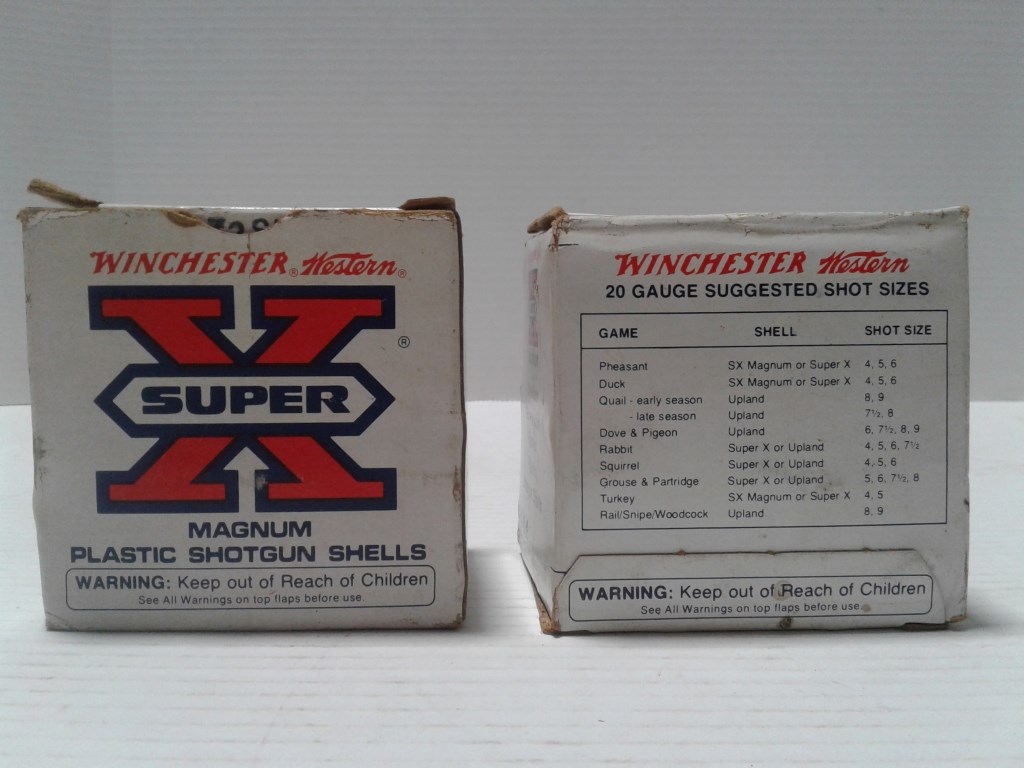 WINCHESTER® Western®
SUPER X ®
MAGNUM
PLASTIC SHOTGUN SHELLS
WARNING: Keep out of Reach of Children
See All Warnings on top flaps before use.
WINCHESTER Western
20 GAUGE SUGGESTED SHOT SIZES
GAME SHELL SHOT SIZE
Pheasant SX Magnum or Super X 4, 5, 6
Duck SX Magnum or Super X 4, 5, 6
Quail - early season Upland 8, 9
- late season Upland 7½, 8
Dove & Pigeon Upland 6, 7½, 8, 9
Rabbit Super X or Upland 4, 5, 6, 7½
Squirrel Super X or Upland 4, 5, 6
Grouse & Partridge Super X or Upland 5, 6, 7½, 8
Turkey SX Magnum or Super X 4, 5
Rail/Snipe/Woodcock Upland 8, 9
WARNING: Keep out of Reach of Children
See All Warnings on top flaps before use.